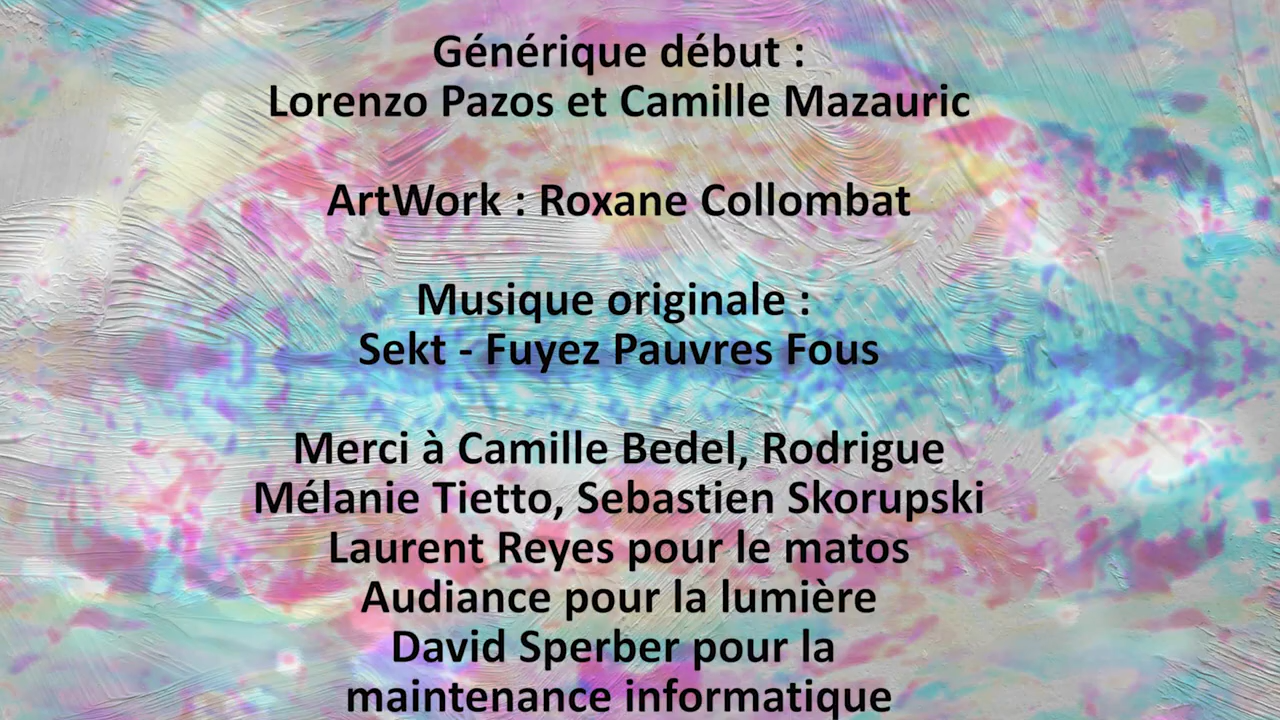 Générique début :
Lorenzo Pazos et Camille Mazauric
ArtWork : Roxane Collombat
Musique originale :
Sekt - Fuyez Pauvres Fous
Merci à Camille Bedel, Rodrigue
Mélanie Tietto, Sebastien Skorupski
Laurent Reyes pour le matos
Audiance pour la lumière
David Sperber pour la
maintenance informatique